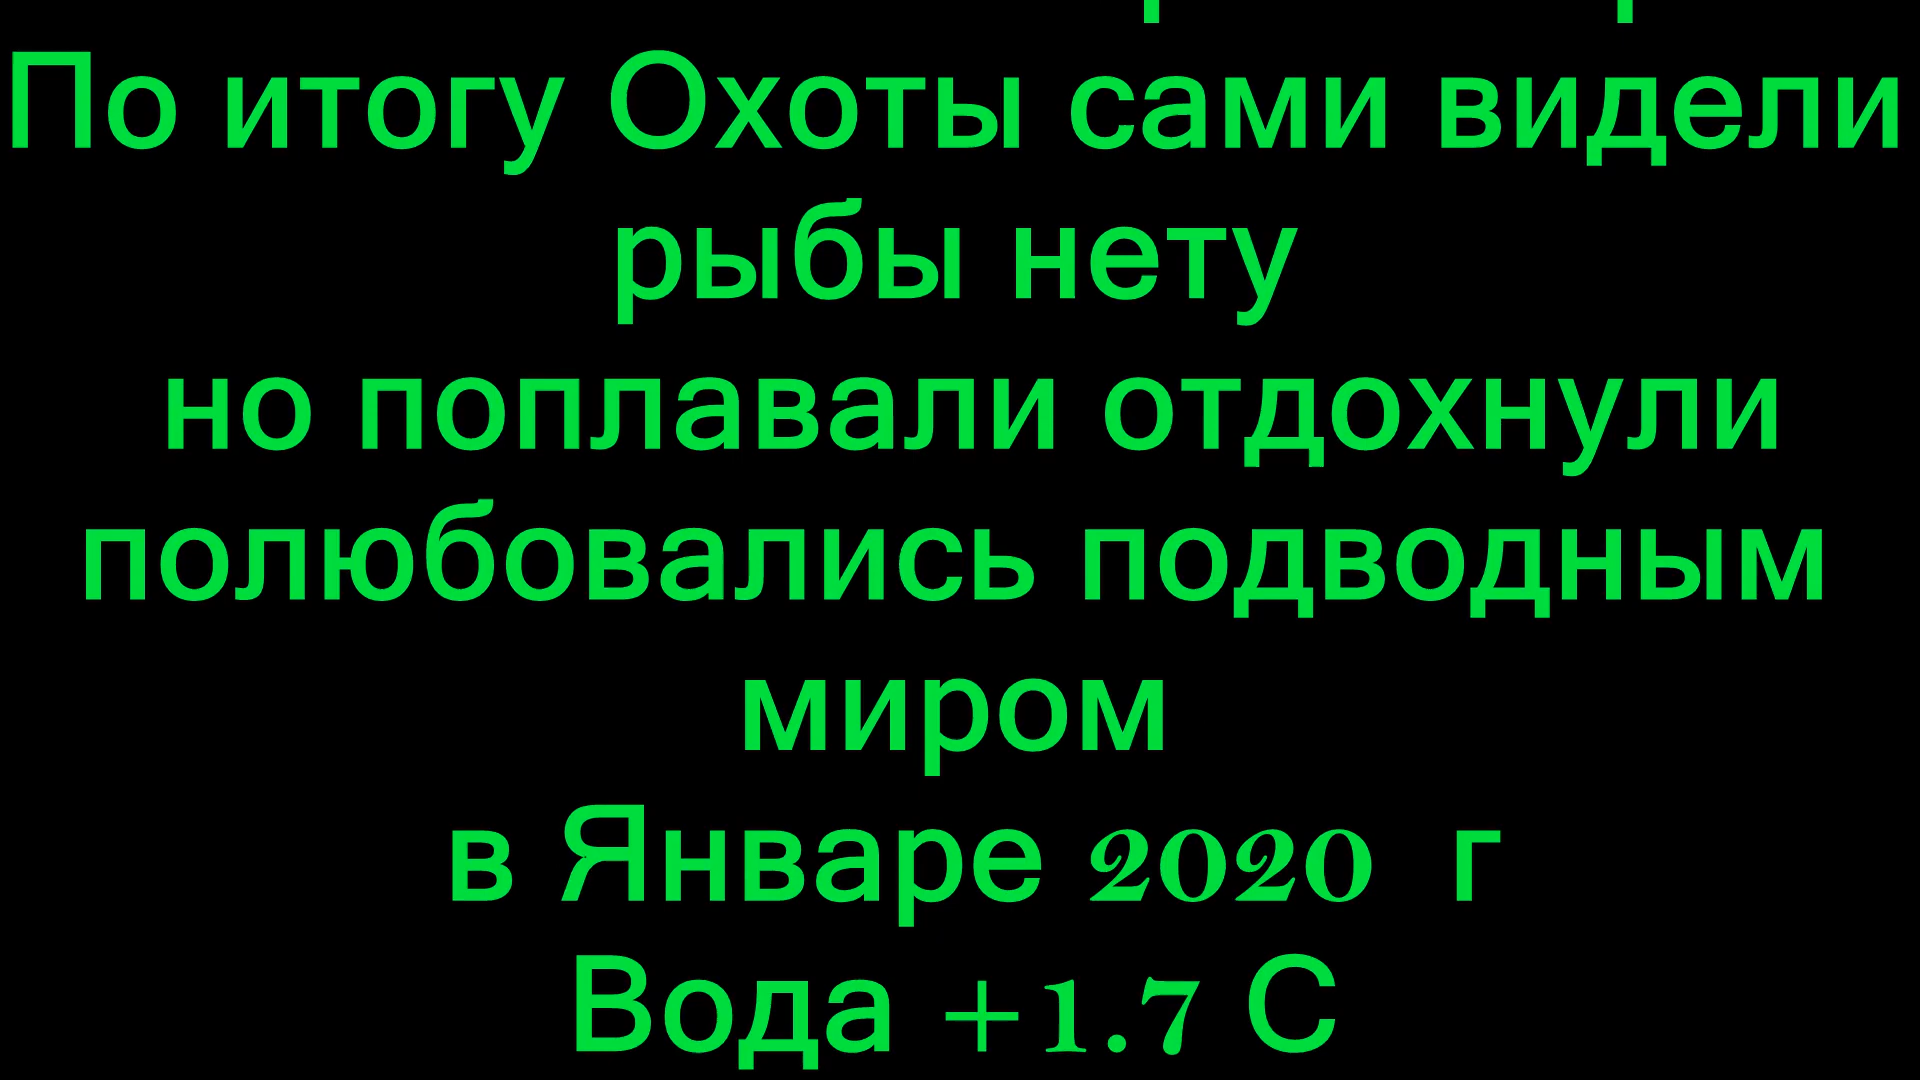 По итогу Охоты сами видели
рыбы нету
но поплавали отдохнули
полюбовались подводным
миром
в Январе 2020 г
Вода +1.7 С